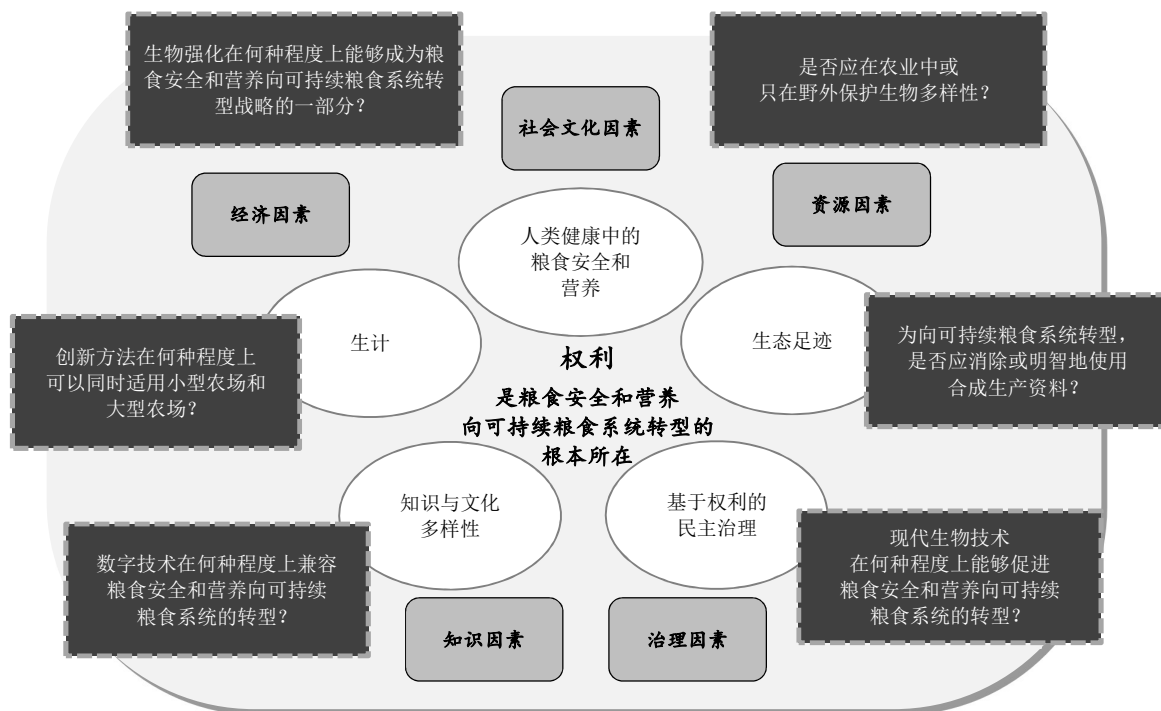 生物强化在何种程度上能够成为粮
食安全和营养向可持续粮食系统转
型战略的一部分？
是否应在农业中或
只在野外保护生物多样性？
社会文化因素
经济因素
资源因素
人类健康中的
粮食安全和
营养
生计
生态足迹
创新方法在何种程度上
可以同时适用小型农场和
大型农场？
为向可持续粮食系统转型，
是否应消除或明智地使用
合成生产资料？
权利
是粮食安全和营养
向可持续粮食系统转型的
根本所在
知识与文化
多样性
基于权利的
民主治理
数字技术在何种程度上兼容
粮食安全和营养向可持续
粮食系统的转型？
现代生物技术
在何种程度上能够促进
粮食安全和营养向可持续
粮食系统的转型？
知识因素
治理因素